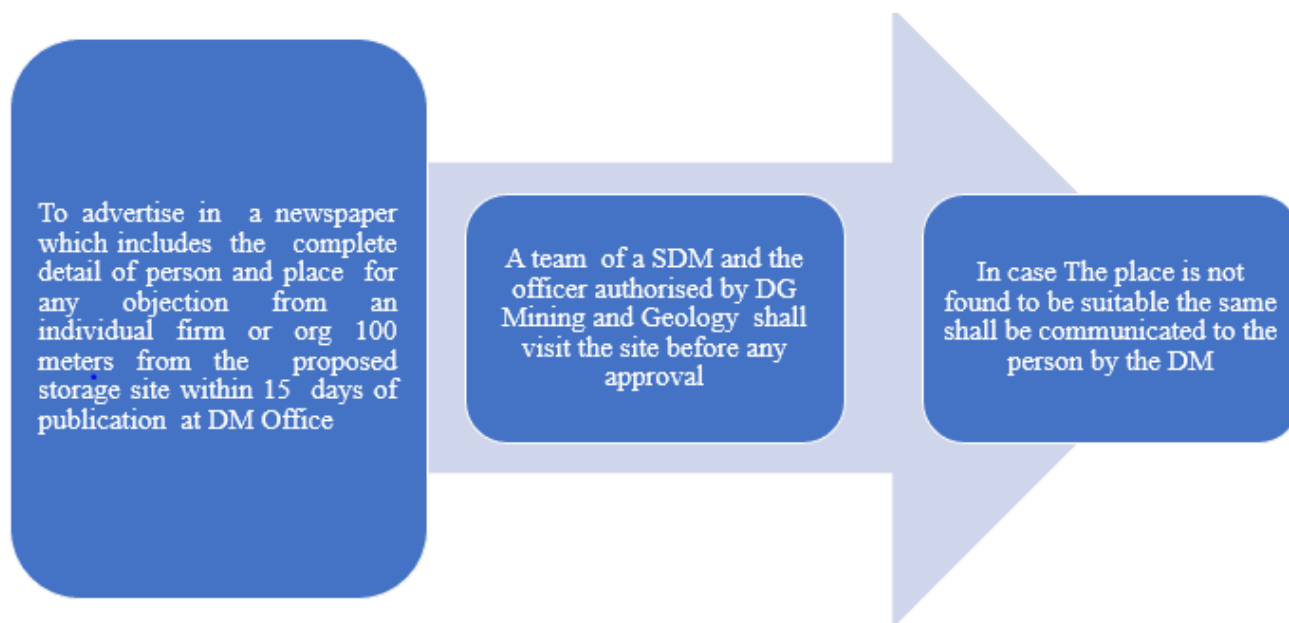 To advertise in a newspaper
which includes the complete
detail of person and place for
any objection from an
individual firm or org 100
meters from the proposed
storage site within 15 days of
publication at DM Office
A team of a SDM and the
officer authorised by DG
Mining and Geology shall
visit the site before any
approval
In case The place is not
found to be suitable the same
shall be communicated to the
person by the DM